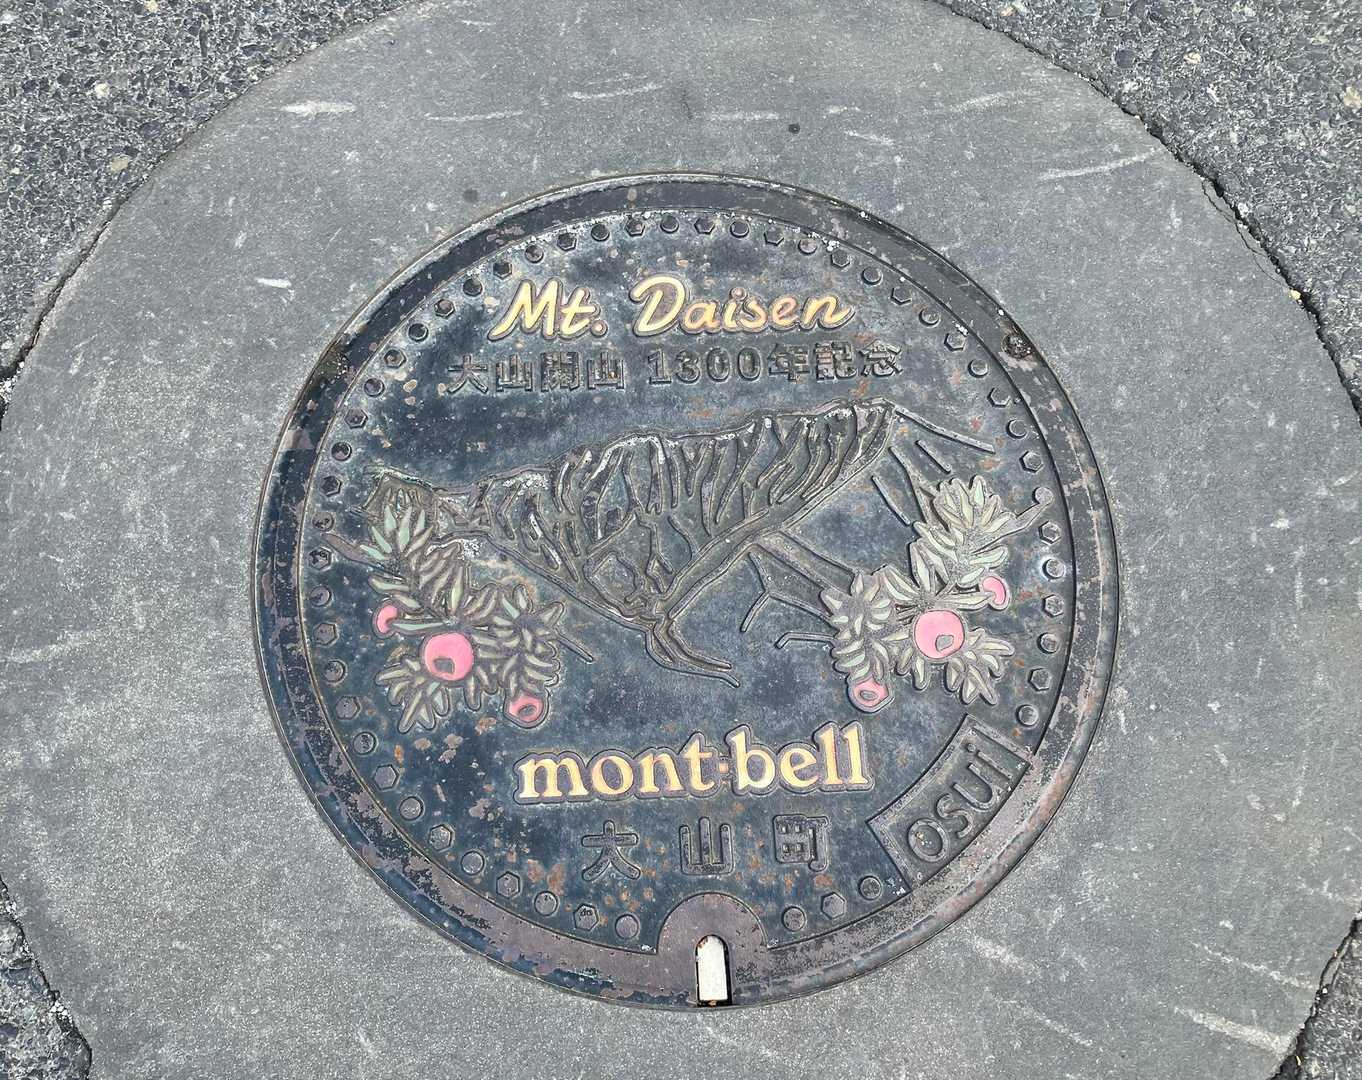 Mt. Daisen
大山開山 1300年記念
mont·bell
大山町
osui